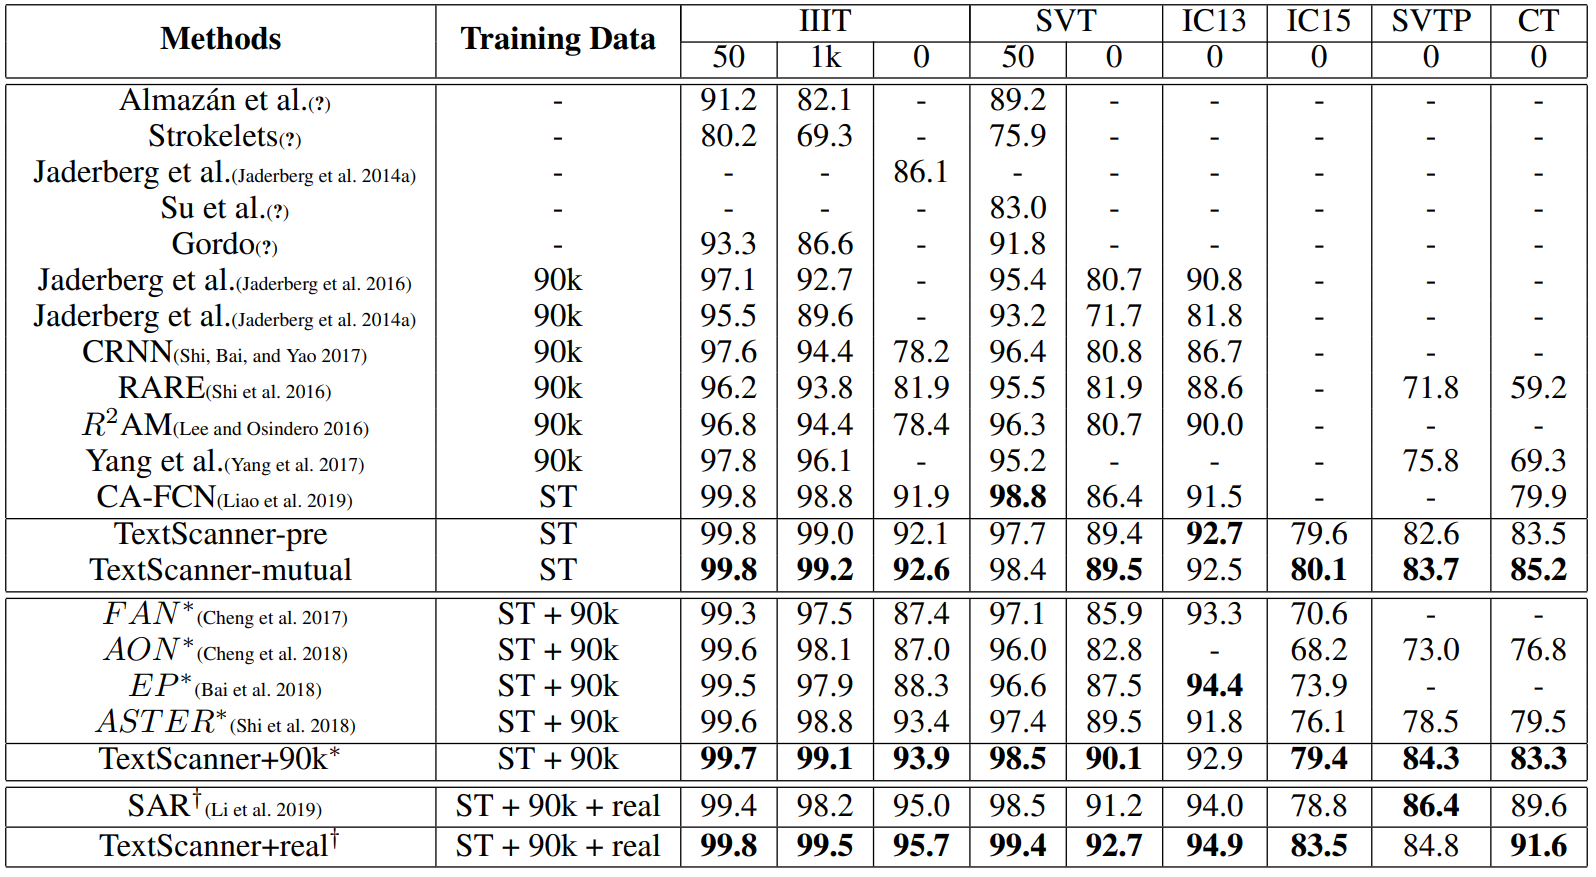 Methods Training Data IIIT SVT IC13 IC15 SVTP CT
50 1k 0 50 0 0 0 0 0
Almazán et al.(?) - 91.2 82.1 - 89.2 - - - - -
Strokelets(?) - 80.2 69.3 - 75.9 - - - - -
Jaderberg et al.(Jaderberg et al. 2014a) - - - 86.1 - - - - - -
Su et al.(?) - - - - 83.0 - - - - -
Gordo(?) - 93.3 86.6 - 91.8 - - - - -
Jaderberg et al.(Jaderberg et al. 2016) 90k 97.1 92.7 - 95.4 80.7 90.8 - - -
Jaderberg et al.(Jaderberg et al. 2014a) 90k 95.5 89.6 - 93.2 71.7 81.8 - - -
CRNN(Shi, Bai, and Yao 2017) 90k 97.6 94.4 78.2 96.4 80.8 86.7 - - -
RARE(Shi et al. 2016) 90k 96.2 93.8 81.9 95.5 81.9 88.6 - 71.8 59.2
R²AM(Lee and Osindero 2016) 90k 96.8 94.4 78.4 96.3 80.7 90.0 - - -
Yang et al.(Yang et al. 2017) 90k 97.8 96.1 - 95.2 - - - 75.8 69.3
CA-FCN(Liao et al. 2019) ST 99.8 98.8 91.9 98.8 86.4 91.5 - - 79.9
TextScanner-pre ST 99.8 99.0 92.1 97.7 89.4 92.7 79.6 82.6 83.5
TextScanner-mutual ST 99.8 99.2 92.6 98.4 89.5 92.5 80.1 83.7 85.2
FAN*(Cheng et al. 2017) ST + 90k 99.3 97.5 87.4 97.1 85.9 93.3 70.6 - -
AON*(Cheng et al. 2018) ST + 90k 99.6 98.1 87.0 96.0 82.8 - 68.2 73.0 76.8
EP*(Bai et al. 2018) ST + 90k 99.5 97.9 88.3 96.6 87.5 94.4 73.9 - -
ASTER*(Shi et al. 2018) ST + 90k 99.6 98.8 93.4 97.4 89.5 91.8 76.1 78.5 79.5
TextScanner+90k* ST + 90k 99.7 99.1 93.9 98.5 90.1 92.9 79.4 84.3 83.3
SAR†(Li et al. 2019) ST + 90k + real 99.4 98.2 95.0 98.5 91.2 94.0 78.8 86.4 89.6
TextScanner+real† ST + 90k + real 99.8 99.5 95.7 99.4 92.7 94.9 83.5 84.8 91.6